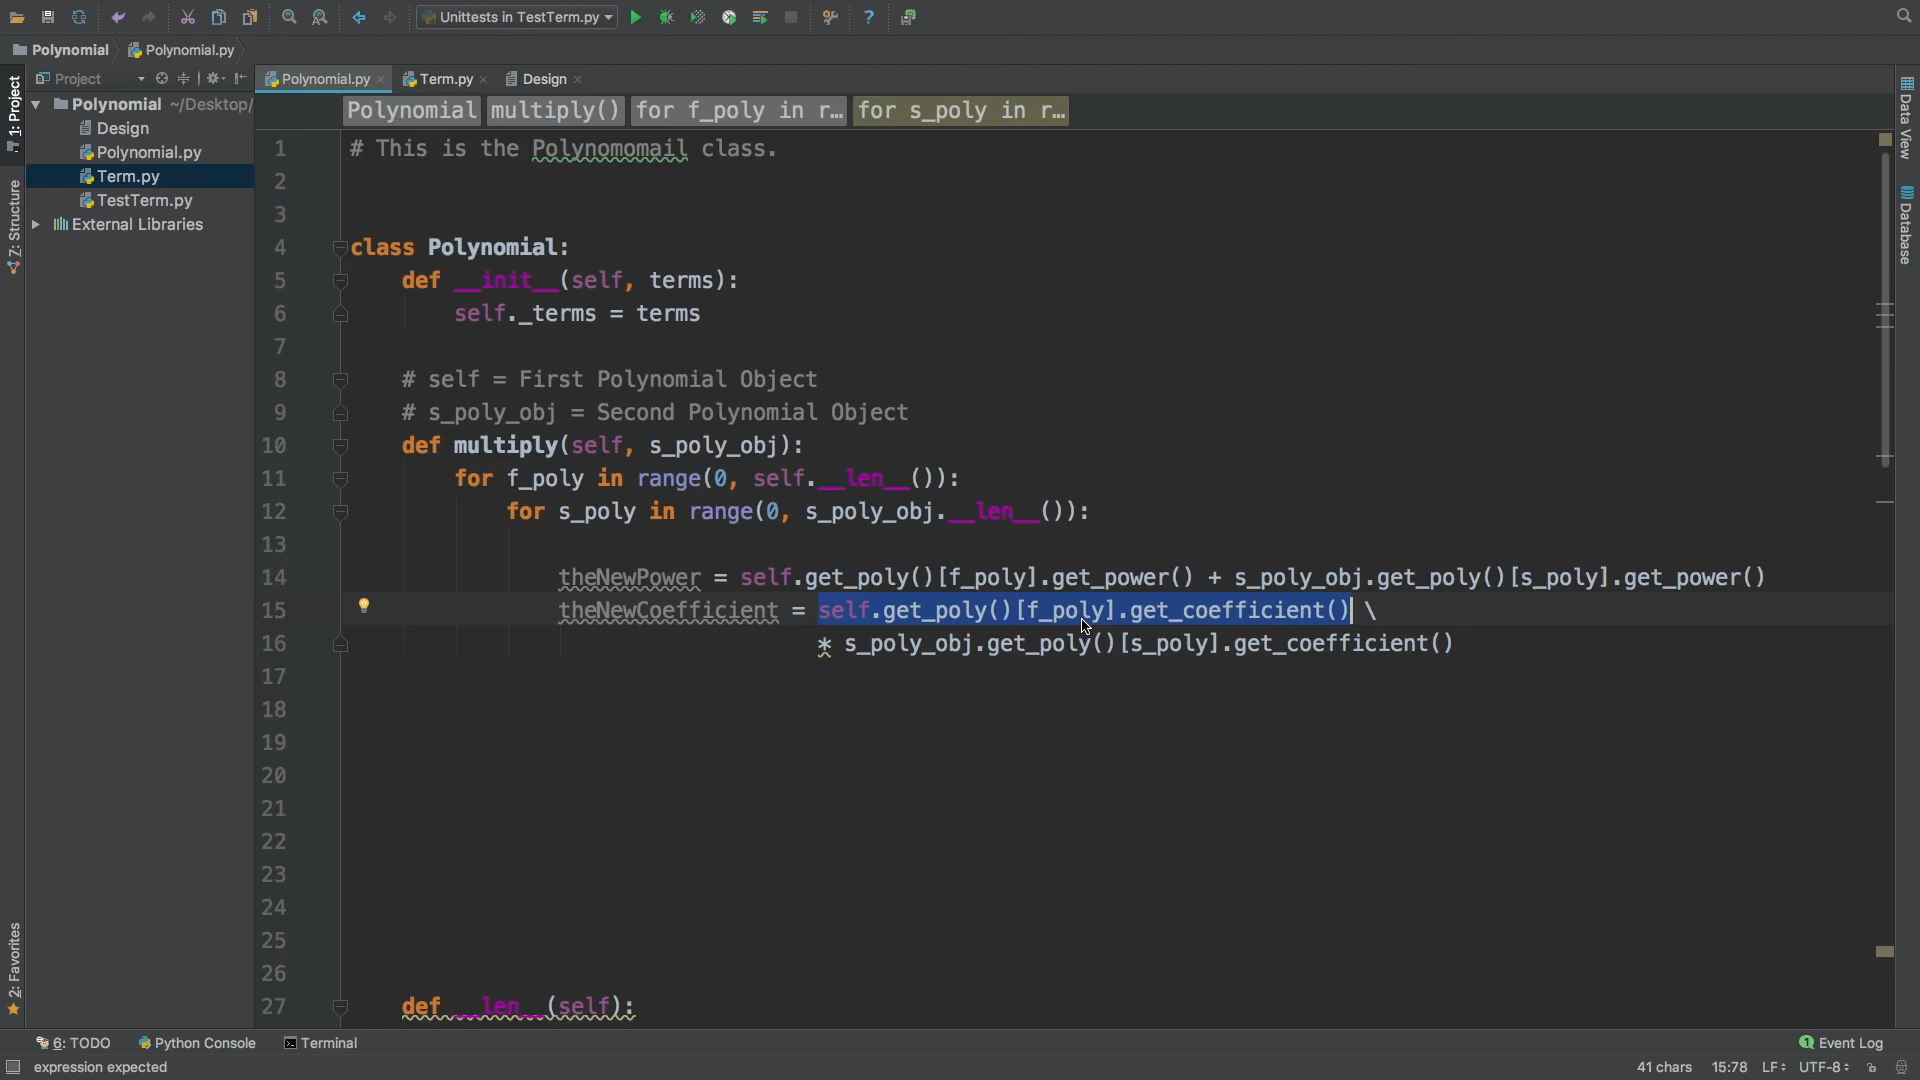 Unittests in TestTerm.py
Polynomial
Polynomial.py
Project
Polynomial.py
Term.py
Design
1: Project
Z: Structure
2: Favorites
Polynomial ~/Desktop/
Design
Polynomial.py
Term.py
TestTerm.py
External Libraries
Polynomial multiply() for f_poly in r… for s_poly in r…
1 # This is the Polynomomail class.
2
3
4 class Polynomial:
5 def __init__(self, terms):
6 self._terms = terms
7
8 # self = First Polynomial Object
9 # s_poly_obj = Second Polynomial Object
10 def multiply(self, s_poly_obj):
11 for f_poly in range(0, self.__len__()):
12 for s_poly in range(0, s_poly_obj.__len__()):
13
14 theNewPower = self.get_poly()[f_poly].get_power() + s_poly_obj.get_poly()[s_poly].get_power()
15 theNewCoefficient = self.get_poly()[f_poly].get_coefficient() \
16 * s_poly_obj.get_poly()[s_poly].get_coefficient()
17
18
19
20
21
22
23
24
25
26
27 def __len__(self):
Data View
Database
6: TODO
Python Console
Terminal
1 Event Log
expression expected
41 chars 15:78 LF UTF-8